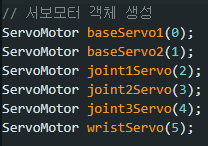 // 서보모터 객체 생성
ServoMotor baseServo1(0);
ServoMotor baseServo2(1);
ServoMotor joint1Servo(2);
ServoMotor joint2Servo(3);
ServoMotor joint3Servo(4);
ServoMotor wristServo(5);